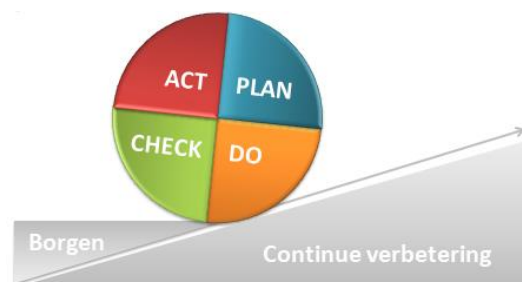 ACT
PLAN
CHECK
DO
Borgen
Continue verbetering